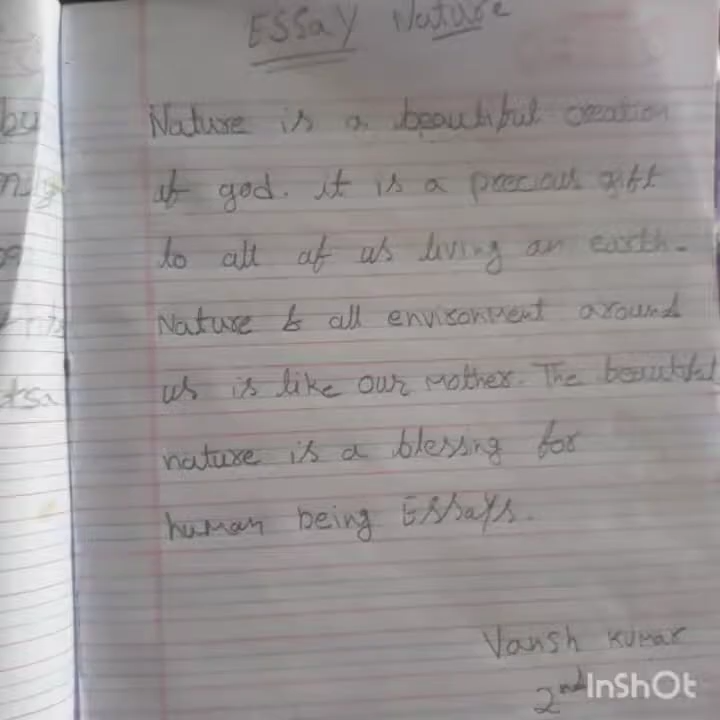 ESSay Nature
Nature is a beautiful creation
of god. it is a precious gift
to all of us living an earth.
Nature & all environment around
us is like our mother. The beautiful
nature is a blessing for
human being Essays.
Vansh Kumar
2nd
InShOt